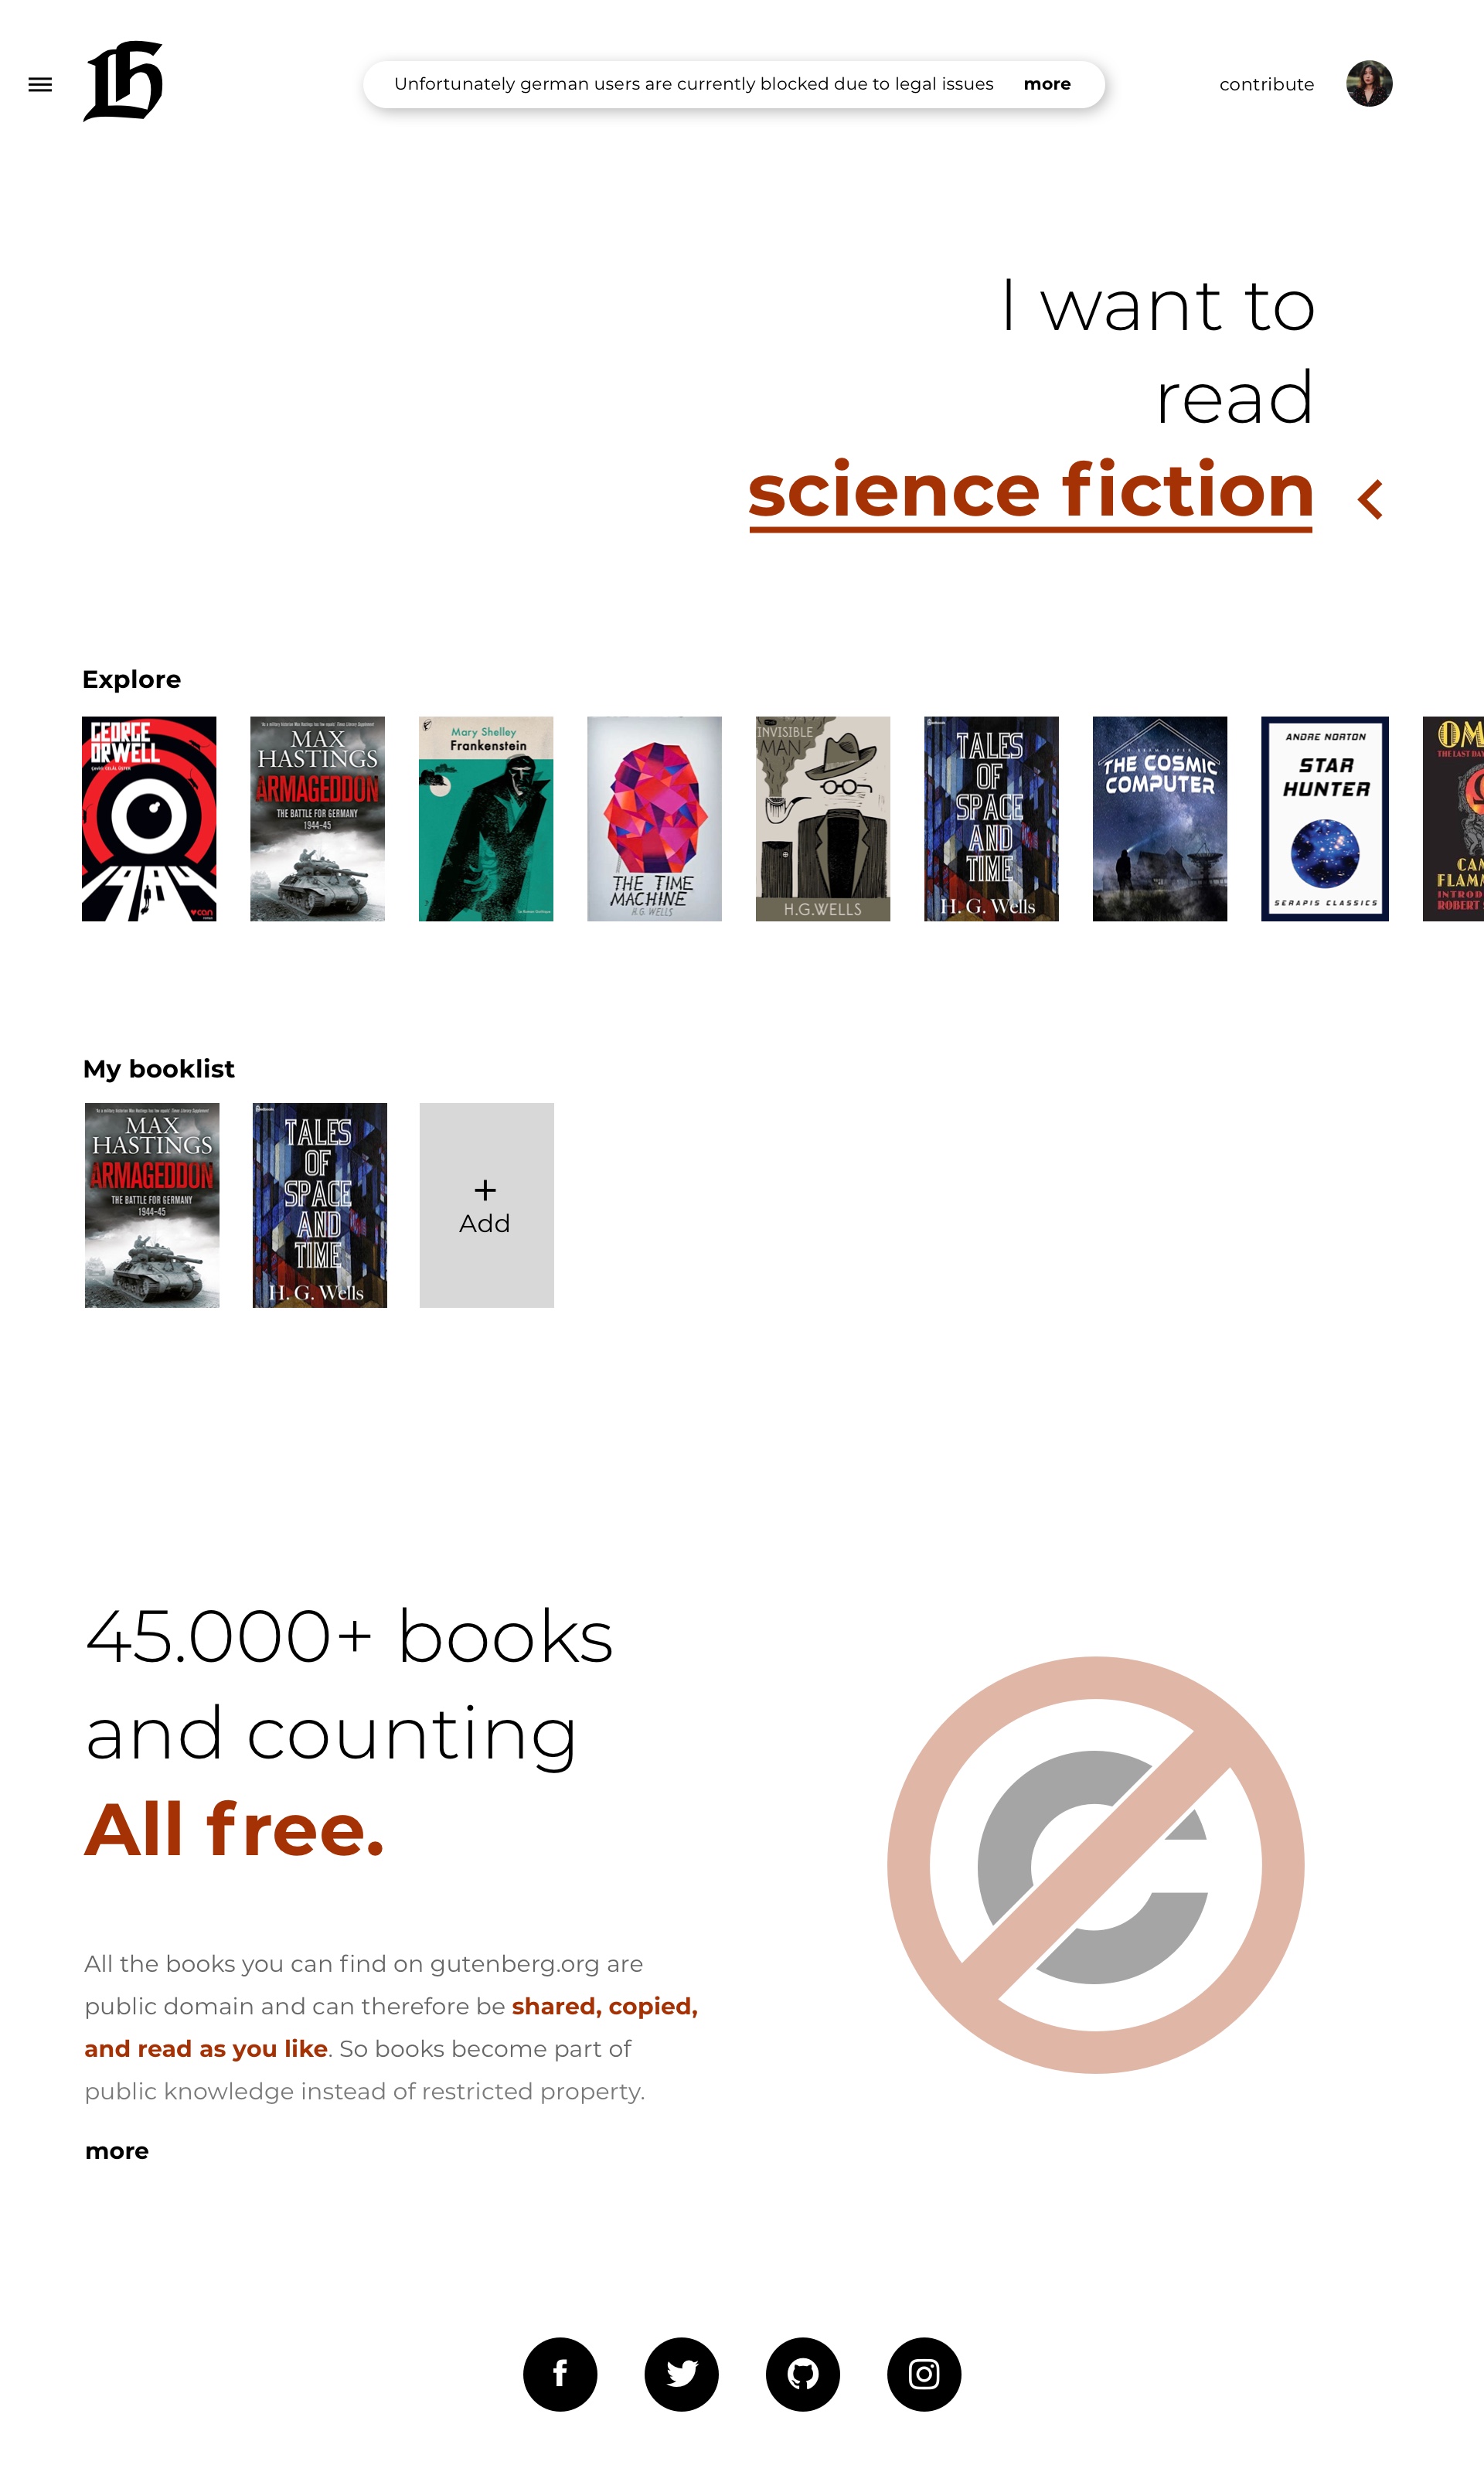 Unfortunately german users are currently blocked due to legal issues more
contribute
I want to
read
science fiction
Explore
GEORGE
ORWELL
1984
can
MAX
HASTINGS
ARMAGEDDON
THE BATTLE FOR GERMANY
1944-45
Mary Shelley
Frankenstein
THE TIME
MACHINE
H.G. WELLS
INVISIBLE
MAN
H.G.WELLS
TALES
OF
SPACE
AND
TIME
H. G. Wells
THE COSMIC
COMPUTER
ANDRE NORTON
STAR
HUNTER
SERAPIS CLASSICS
My booklist
MAX
HASTINGS
ARMAGEDDON
THE BATTLE FOR GERMANY
1944-45
TALES
OF
SPACE
AND
TIME
H. G. Wells
+
Add
45.000+ books
and counting
All free.
All the books you can find on gutenberg.org are
public domain and can therefore be shared, copied,
and read as you like. So books become part of
public knowledge instead of restricted property.
more